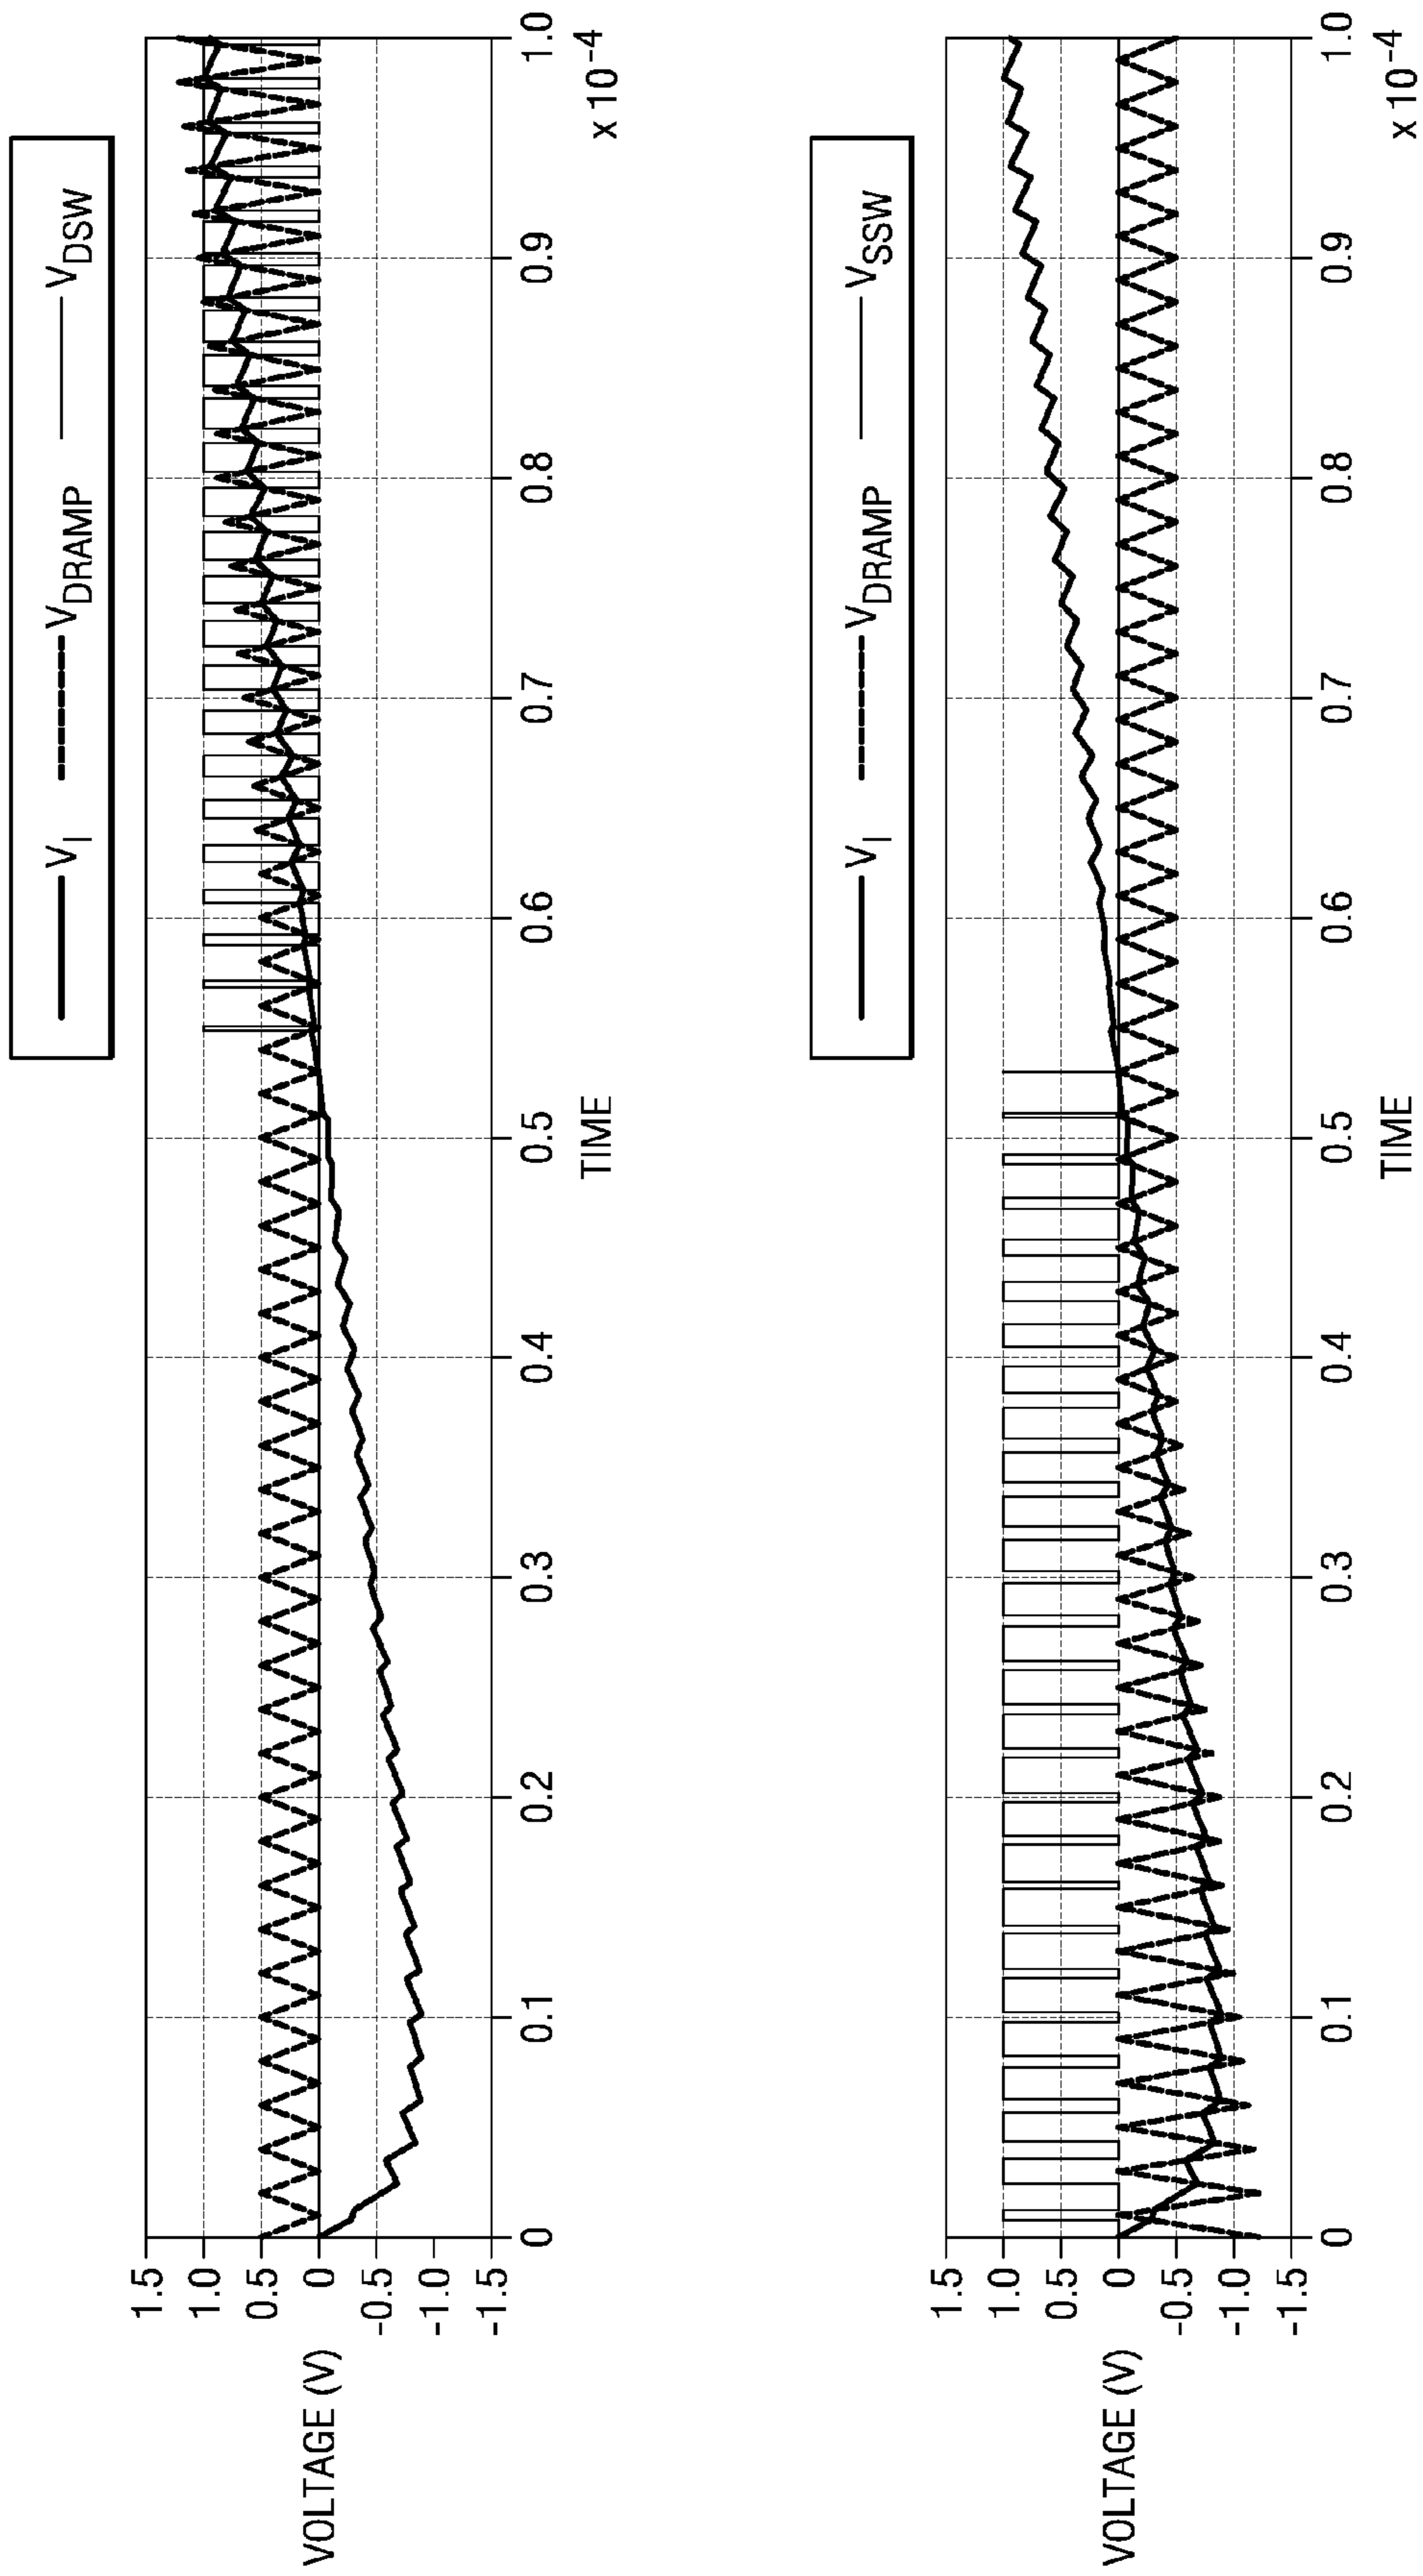 V_I V_DRAMP V_DSW
1.5
1.0
0.5
0
-0.5
-1.0
-1.5
VOLTAGE (V)
0 0.1 0.2 0.3 0.4 0.5 0.6 0.7 0.8 0.9 1.0
TIME
x 10^-4
V_I V_DRAMP V_SSW
1.5
1.0
0.5
0
-0.5
-1.0
-1.5
VOLTAGE (V)
0 0.1 0.2 0.3 0.4 0.5 0.6 0.7 0.8 0.9 1.0
TIME
x 10^-4